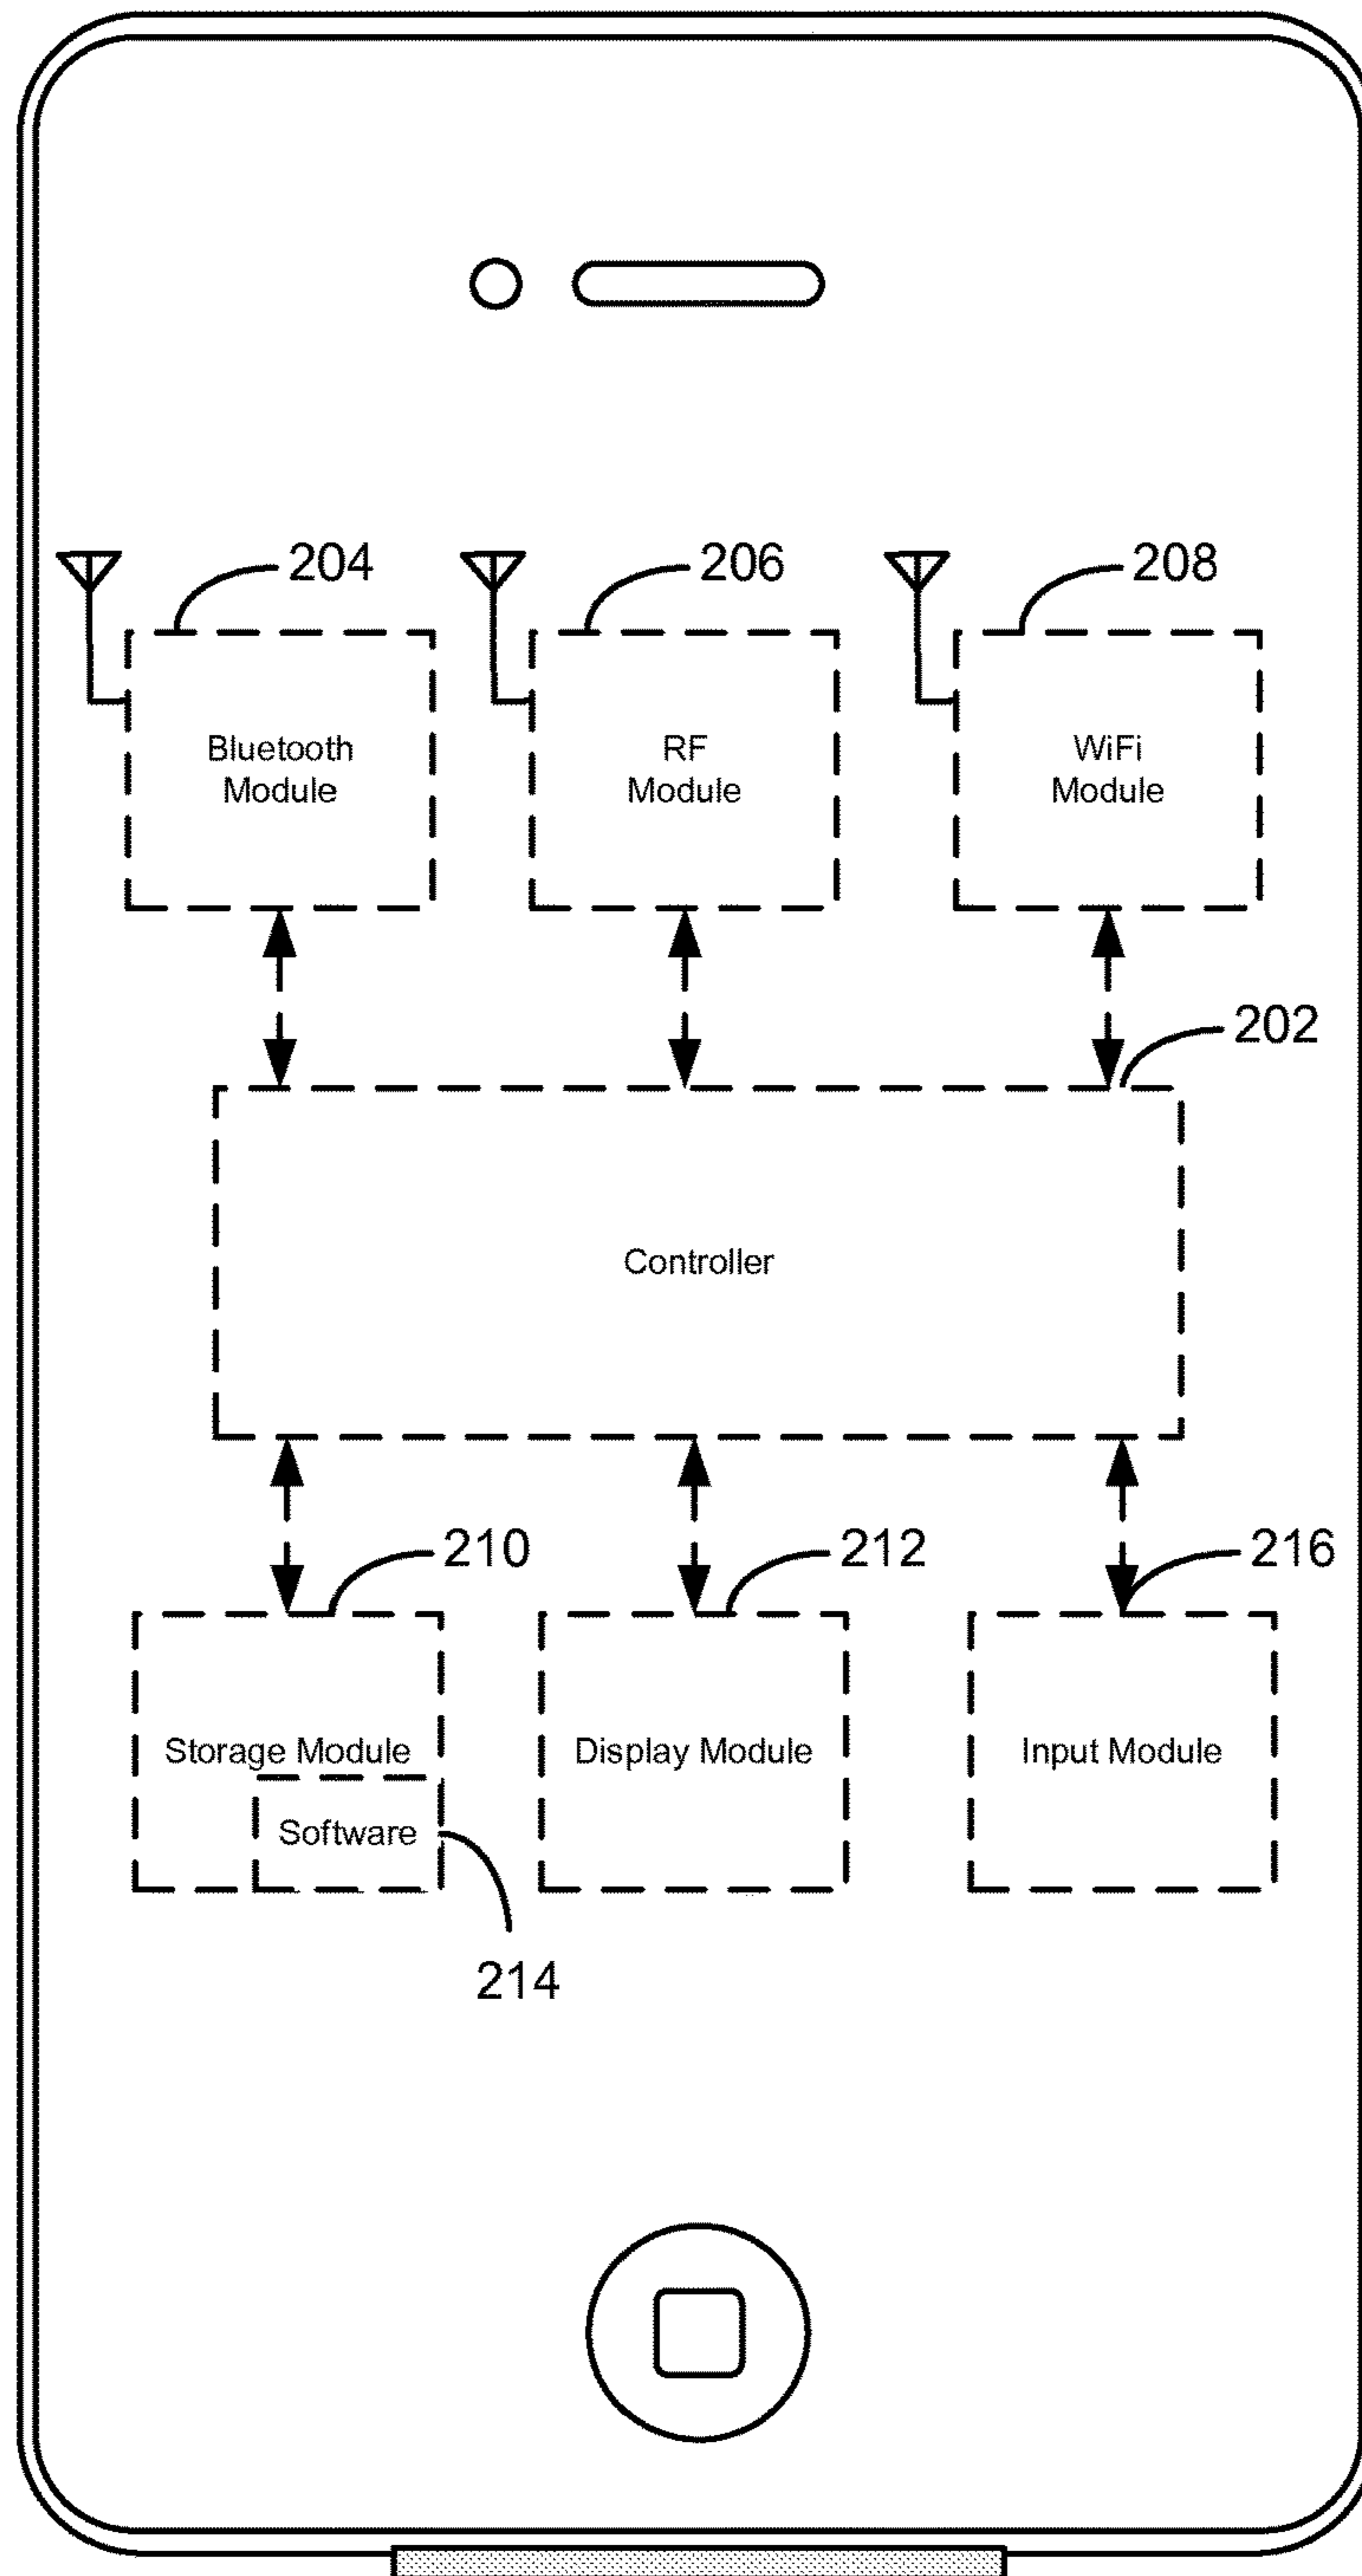 204
206
208
Bluetooth
Module
RF
Module
WiFi
Module
202
Controller
210
212
216
Storage Module
Display Module
Input Module
Software
214